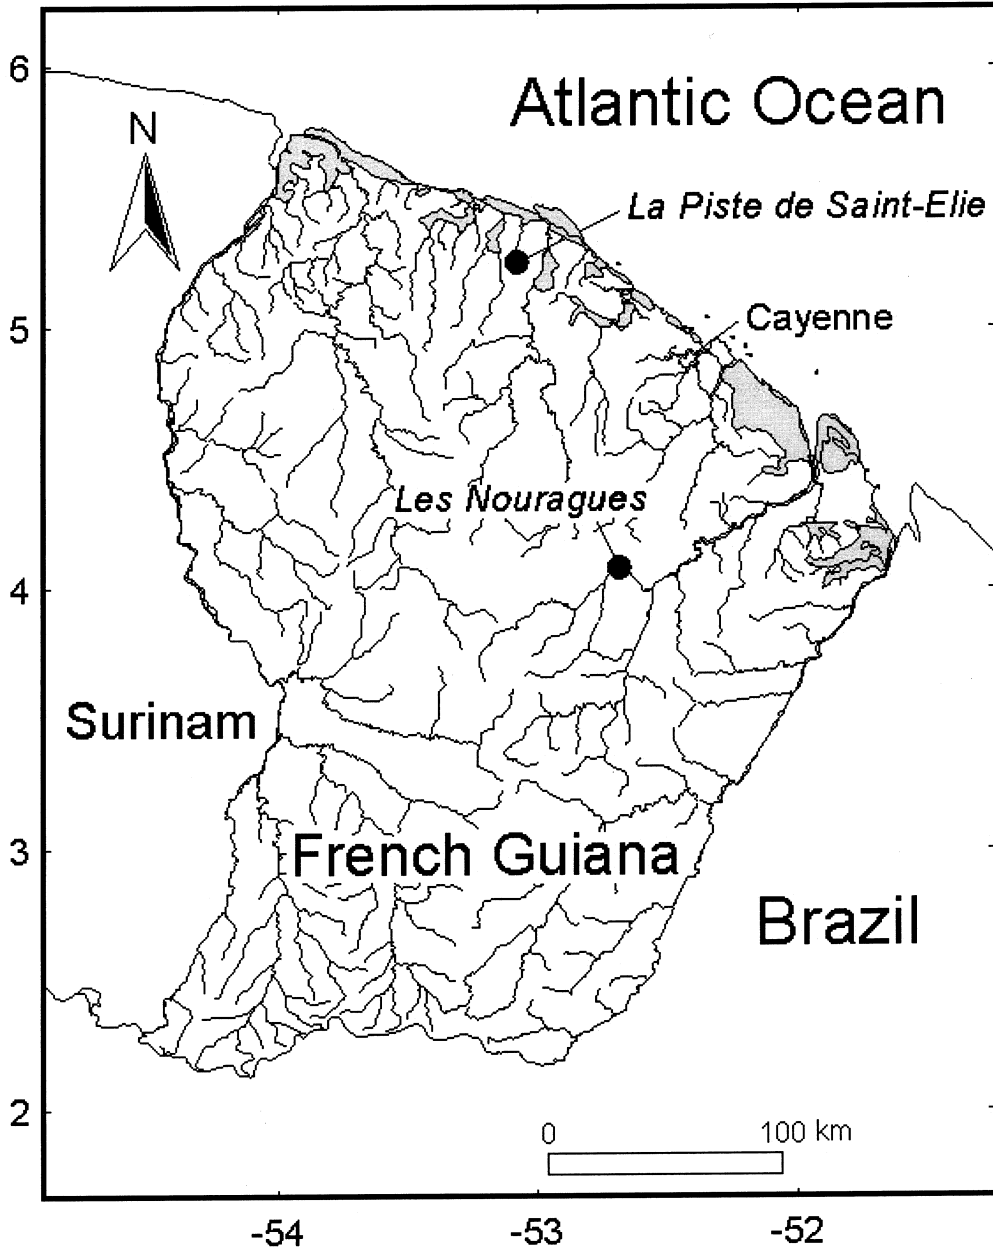 6
Atlantic Ocean
N
La Piste de Saint-Elie
5
Cayenne
Les Nouragues
4
Surinam
3
French Guiana
Brazil
2
0 100 km
-54 -53 -52